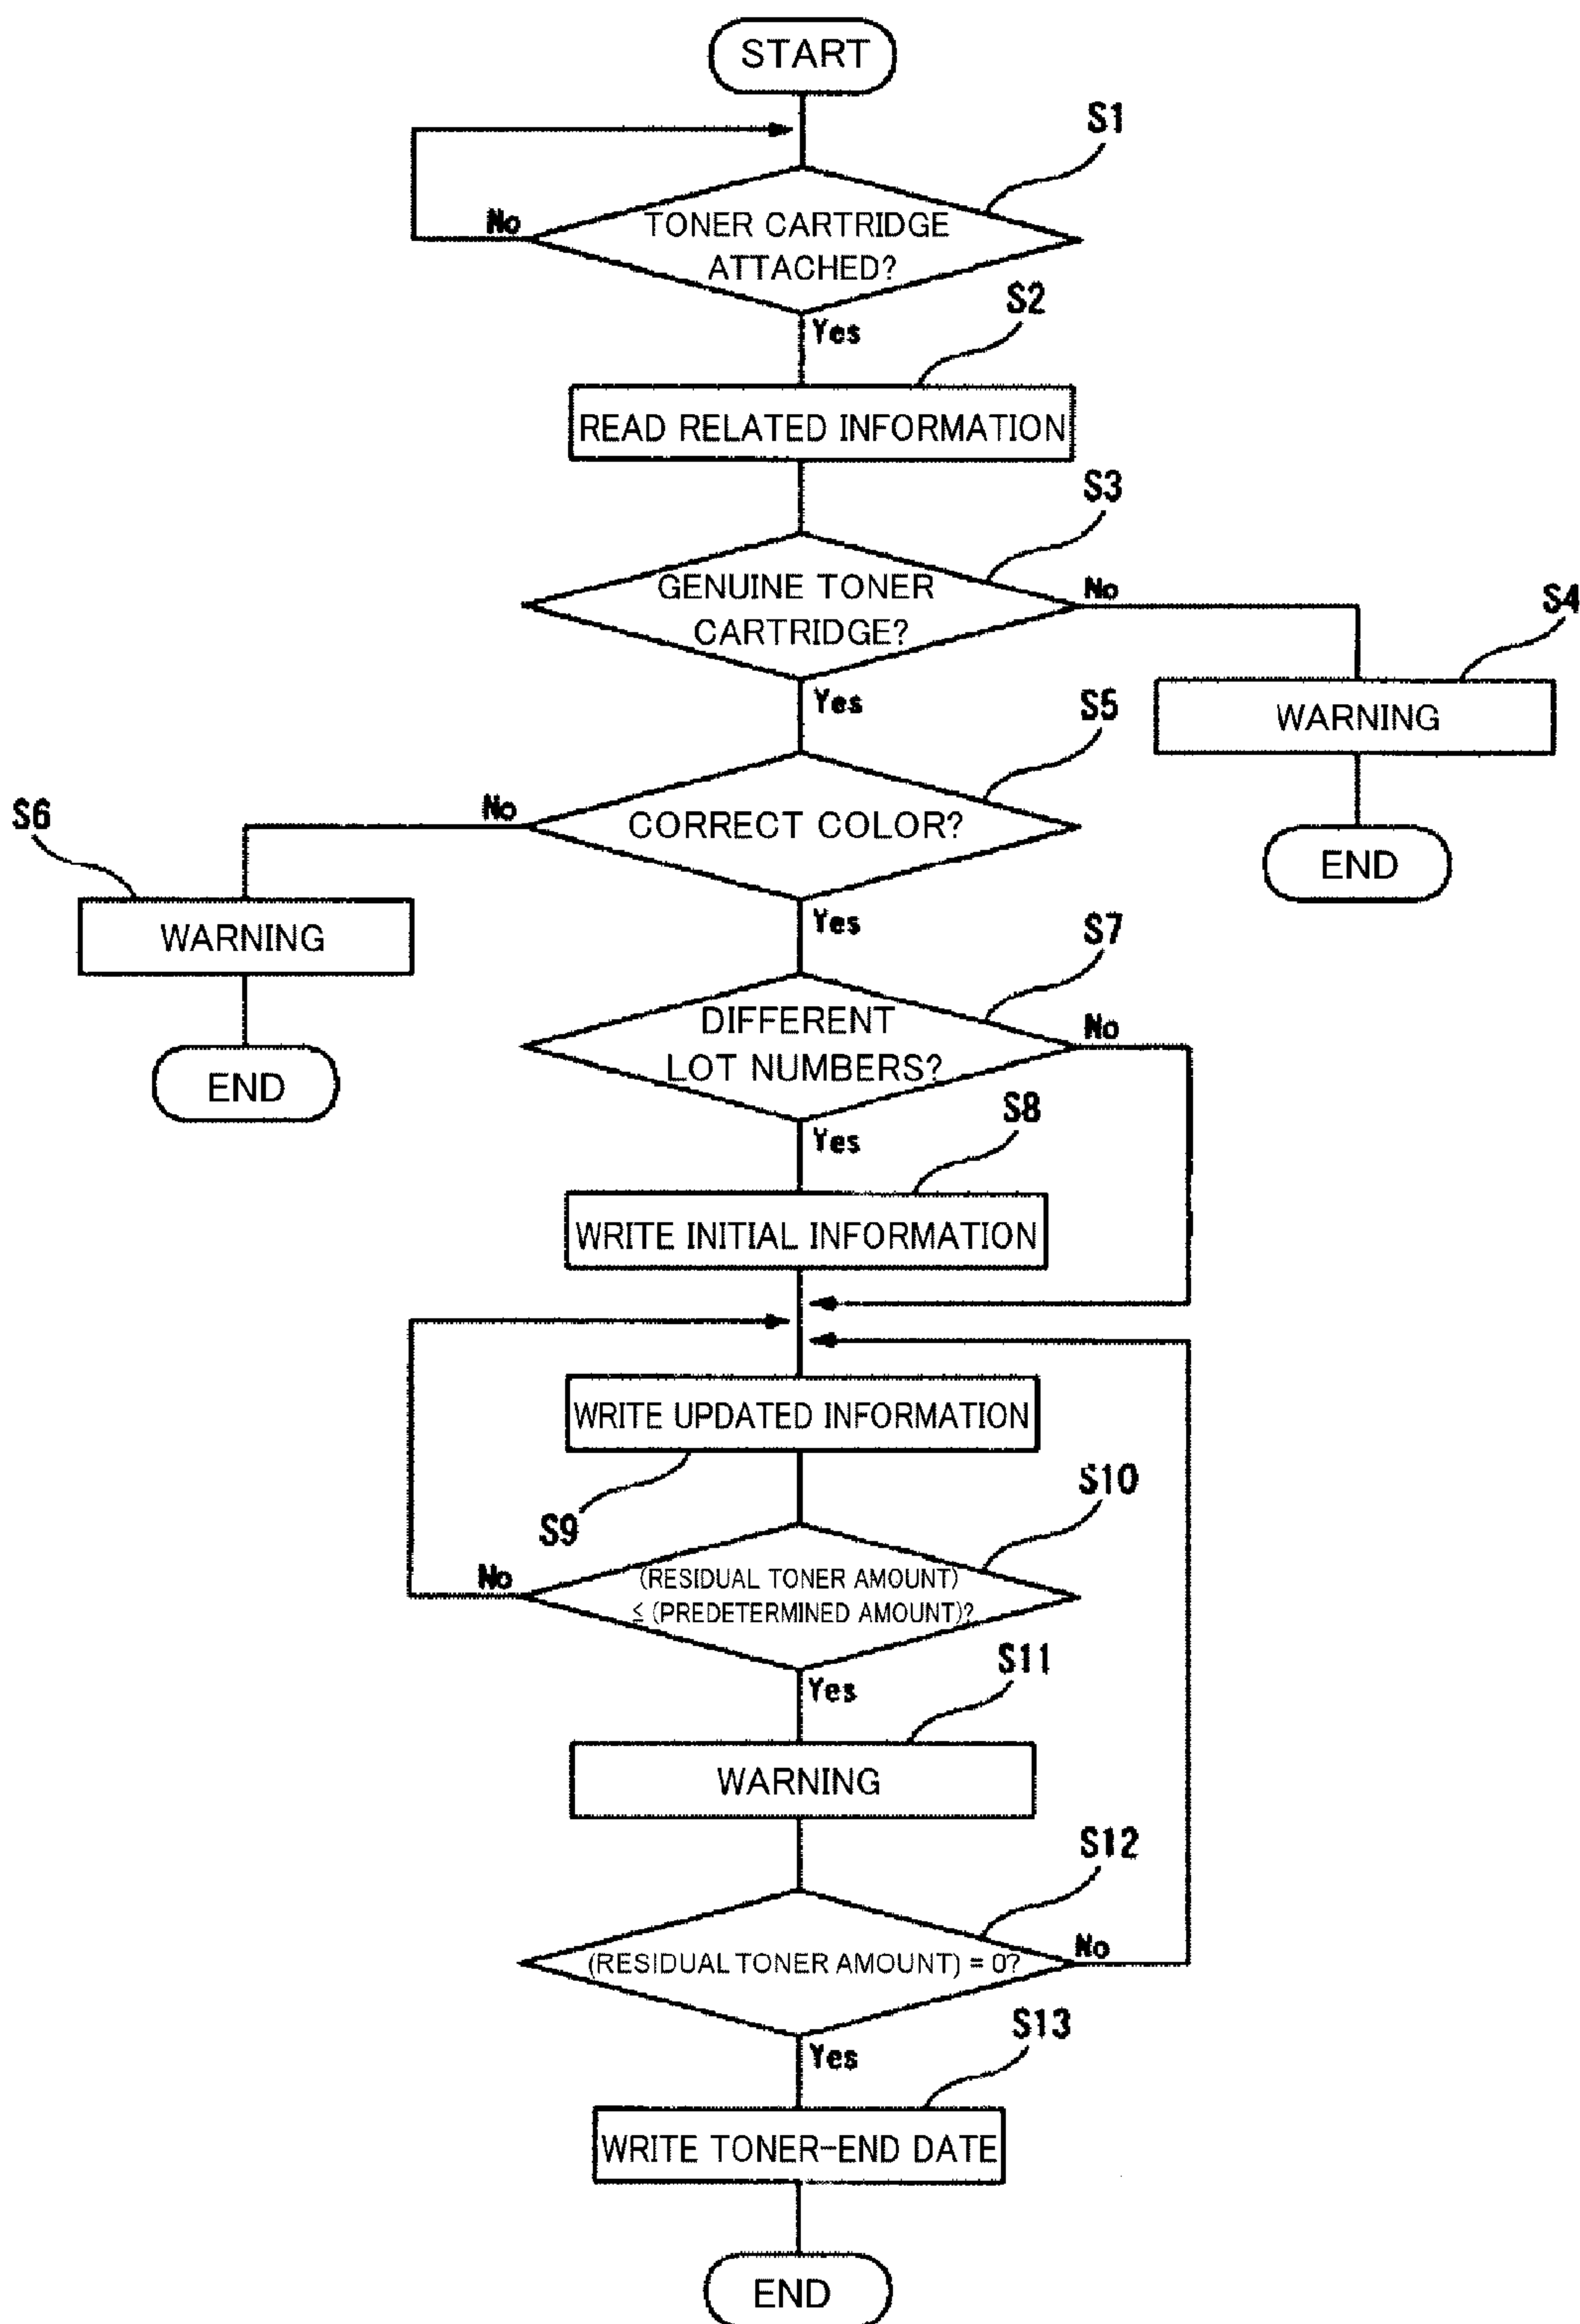 START
S1
No
TONER CARTRIDGE
ATTACHED?
S2
Yes
READ RELATED INFORMATION
S3
GENUINE TONER
CARTRIDGE?
No
S4
Yes
WARNING
S5
END
S6
No
CORRECT COLOR?
WARNING
Yes
S7
END
DIFFERENT
LOT NUMBERS?
No
S8
Yes
WRITE INITIAL INFORMATION
WRITE UPDATED INFORMATION
S9
S10
No
(RESIDUAL TONER AMOUNT)
≤ (PREDETERMINED AMOUNT)?
S11
Yes
WARNING
S12
(RESIDUAL TONER AMOUNT) = 0?
No
S13
Yes
WRITE TONER-END DATE
END